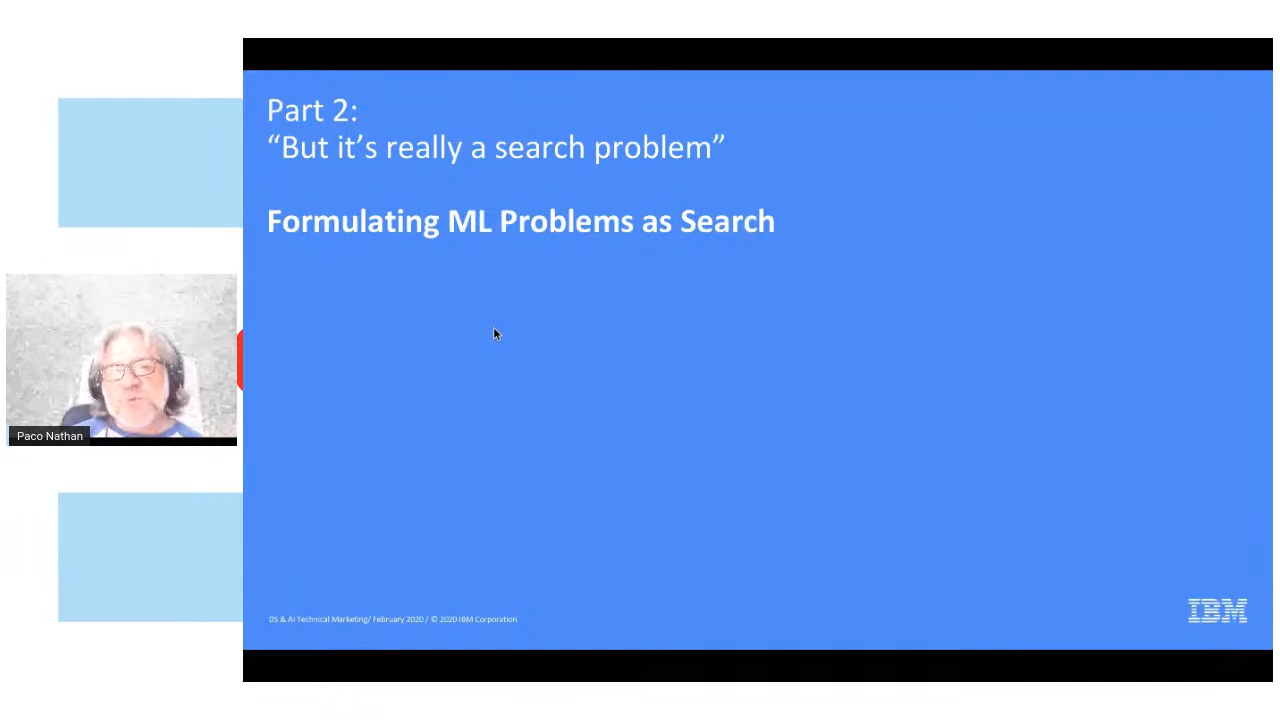 Part 2:
“But it’s really a search problem”
Formulating ML Problems as Search
Paco Nathan
DS & AI Technical Marketing/ February 2020 / © 2020 IBM Corporation
IBM